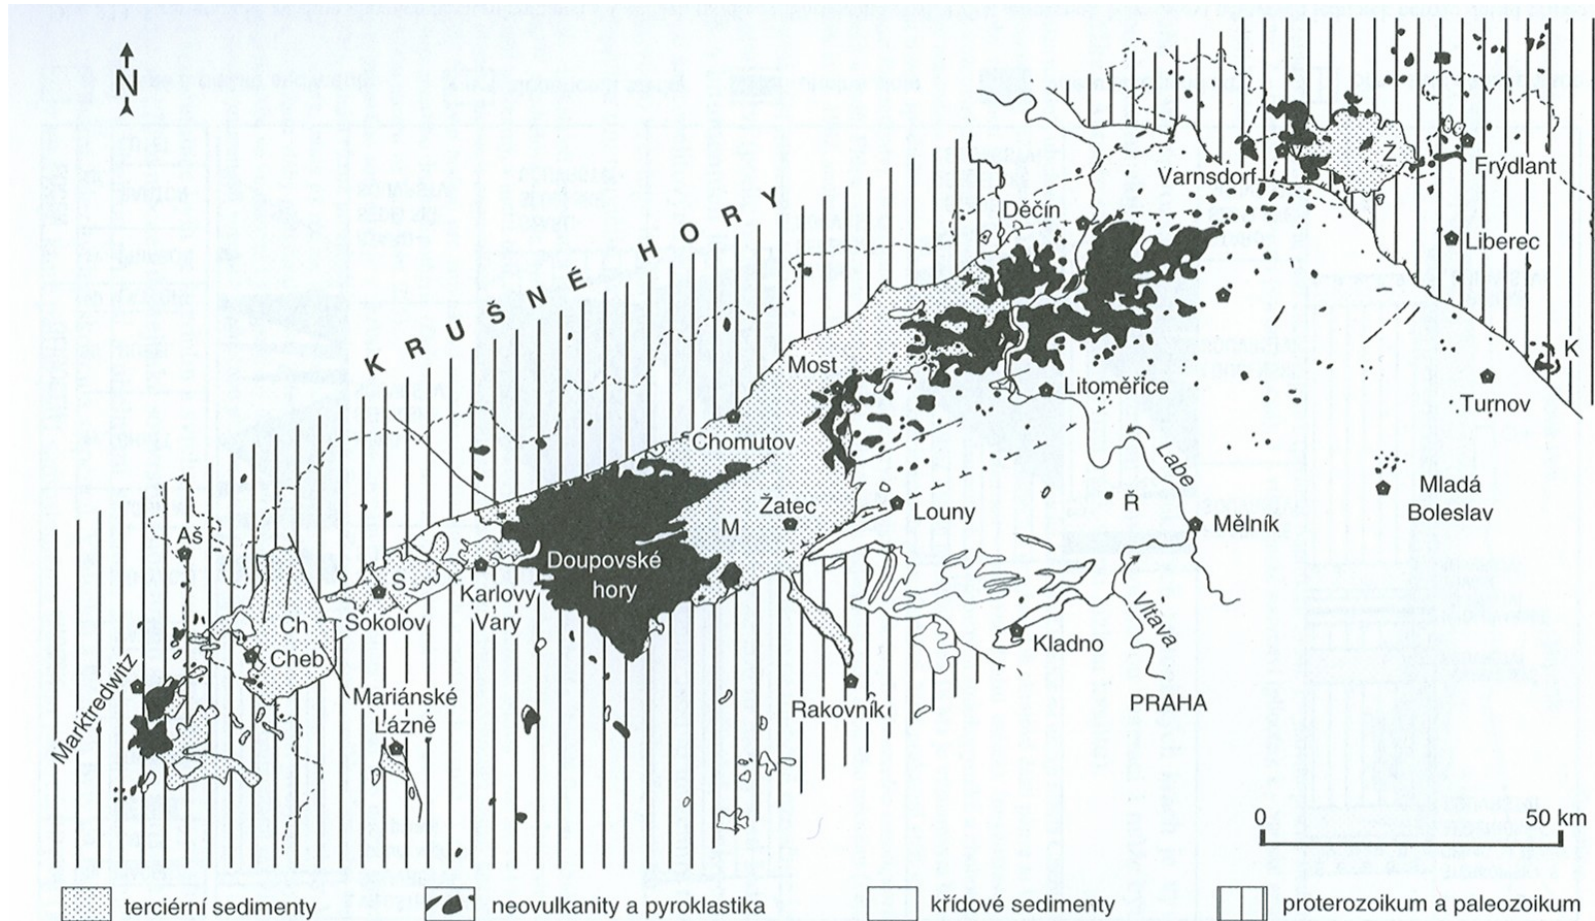 N
KRUŠNÉ HORY
Varnsdorf
V
Ž
Frýdlant
Děčín
Liberec
K
Most
Litoměřice
Turnov
Chomutov
Labe
Mladá
Boleslav
Aš
M
Žatec
Louny
Ř
Mělník
Doupovské
hory
S
Karlovy
Vary
Ch
Sokolov
Cheb
Kladno
Vltava
Marktredwitz
Mariánské
Lázně
Rakovník
PRAHA
0 50 km
terciérní sedimenty
neovulkanity a pyroklastika
křídové sedimenty
proterozoikum a paleozoikum